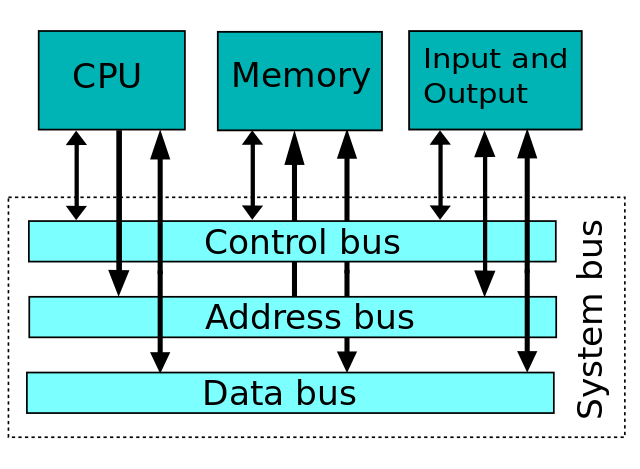 CPU
Memory
Input and
Output
Control bus
Address bus
Data bus
System bus